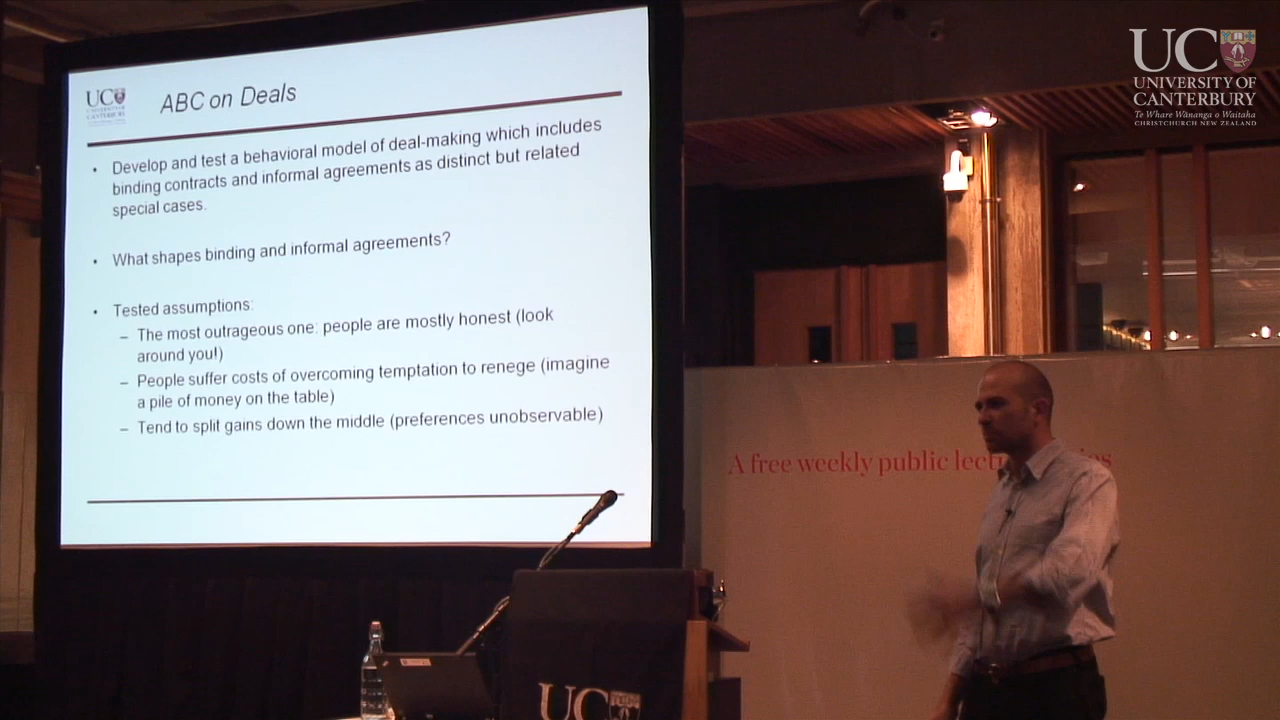 UC
UNIVERSITY OF
CANTERBURY
Te Whare Wānanga o Waitaha
CHRISTCHURCH NEW ZEALAND
UC
ABC on Deals
• Develop and test a behavioral model of deal-making which includes
binding contracts and informal agreements as distinct but related
special cases.
• What shapes binding and informal agreements?
• Tested assumptions:
– The most outrageous one: people are mostly honest (look
around you!)
– People suffer costs of overcoming temptation to renege (imagine
a pile of money on the table)
– Tend to split gains down the middle (preferences unobservable)
A free weekly public
UC